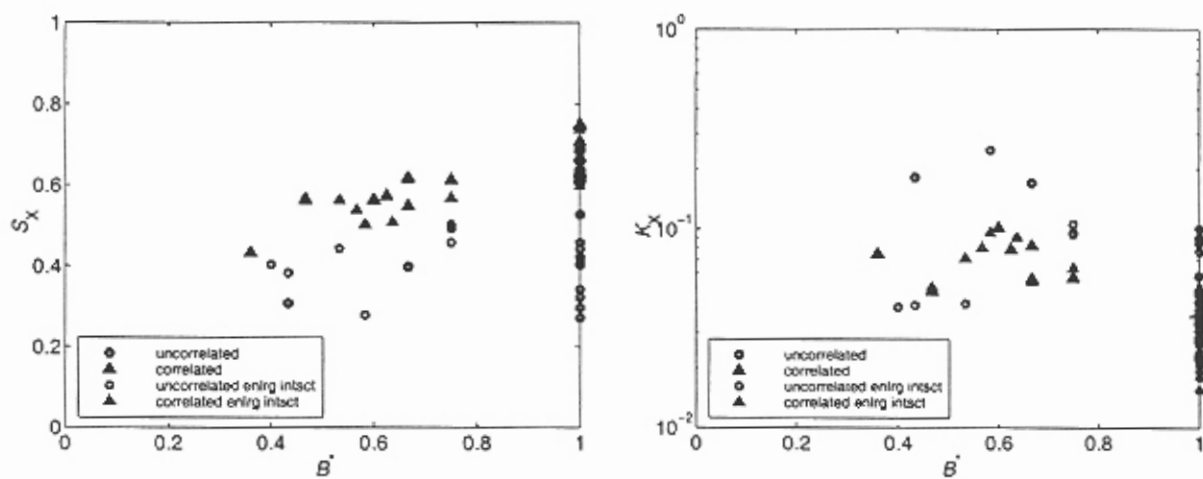 1
0.8
0.6
0.4
0.2
0
S_X
uncorrelated
correlated
uncorrelated enlrg intsct
correlated enlrg intsct
0 0.2 0.4 0.6 0.8 1
B*
10^0
10^-1
10^-2
K_X
uncorrelated
correlated
uncorrelated enlrg intsct
correlated enlrg intsct
0 0.2 0.4 0.6 0.8 1
B*